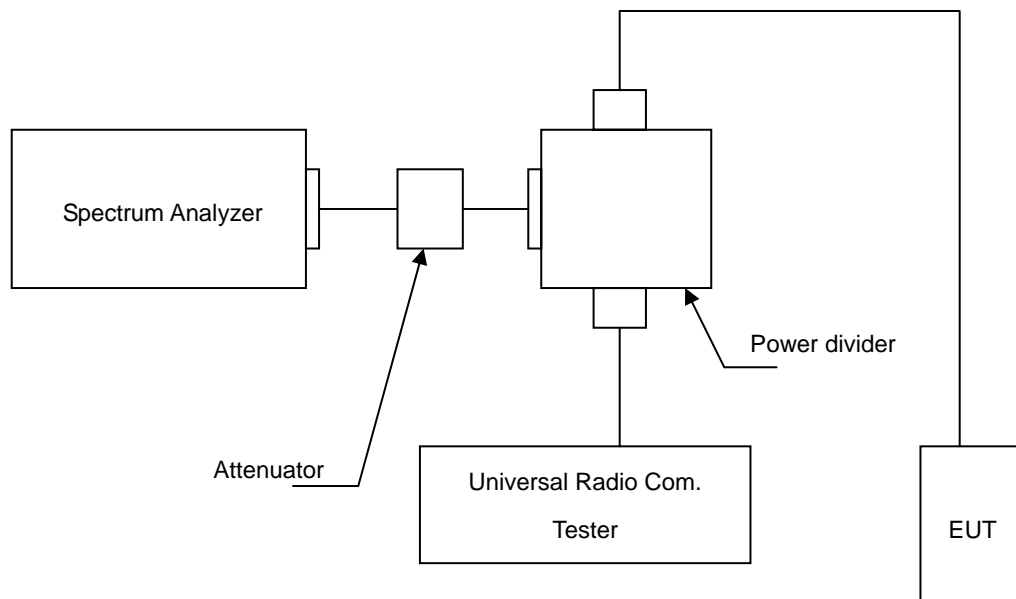 Spectrum Analyzer
Power divider
Attenuator
Universal Radio Com.
Tester
EUT